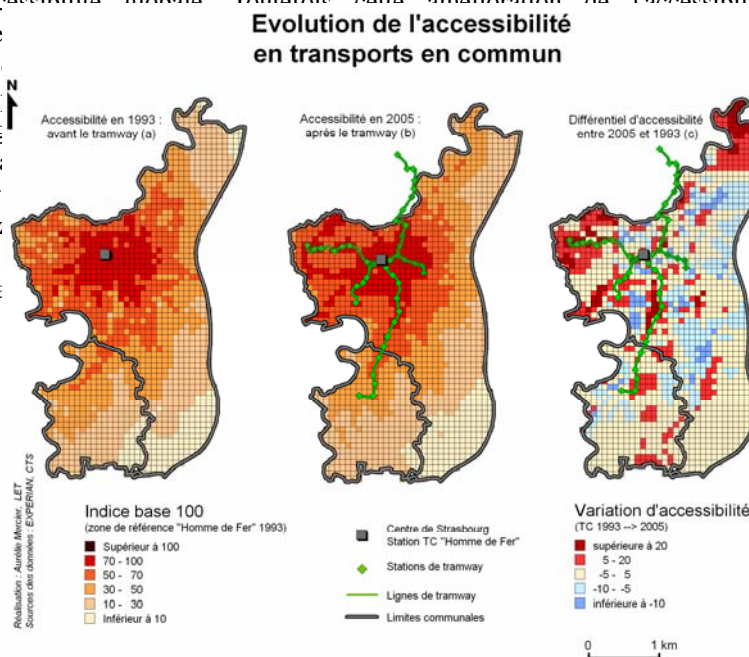 Evolution de l'accessibilité
en transports en commun
N
Accessibilité en 1993 :
avant le tramway (a)
Accessibilité en 2005 :
après le tramway (b)
Différentiel d'accessibilité
entre 2005 et 1993 (c)
Réalisation : Aurélie Mercier, LET
Sources des données : EXPERIAN, CTS
Indice base 100
(zone de référence "Homme de Fer" 1993)
Supérieur à 100
70 - 100
50 - 70
30 - 50
10 - 30
Inférieur à 10
Centre de Strasbourg
Station TC "Homme de Fer"
Stations de tramway
Lignes de tramway
Limites communales
Variation d'accessibilité
(TC 1993 --> 2005)
supérieure à 20
5 - 20
-5 - 5
-10 - -5
inférieure à -10
0 1 km